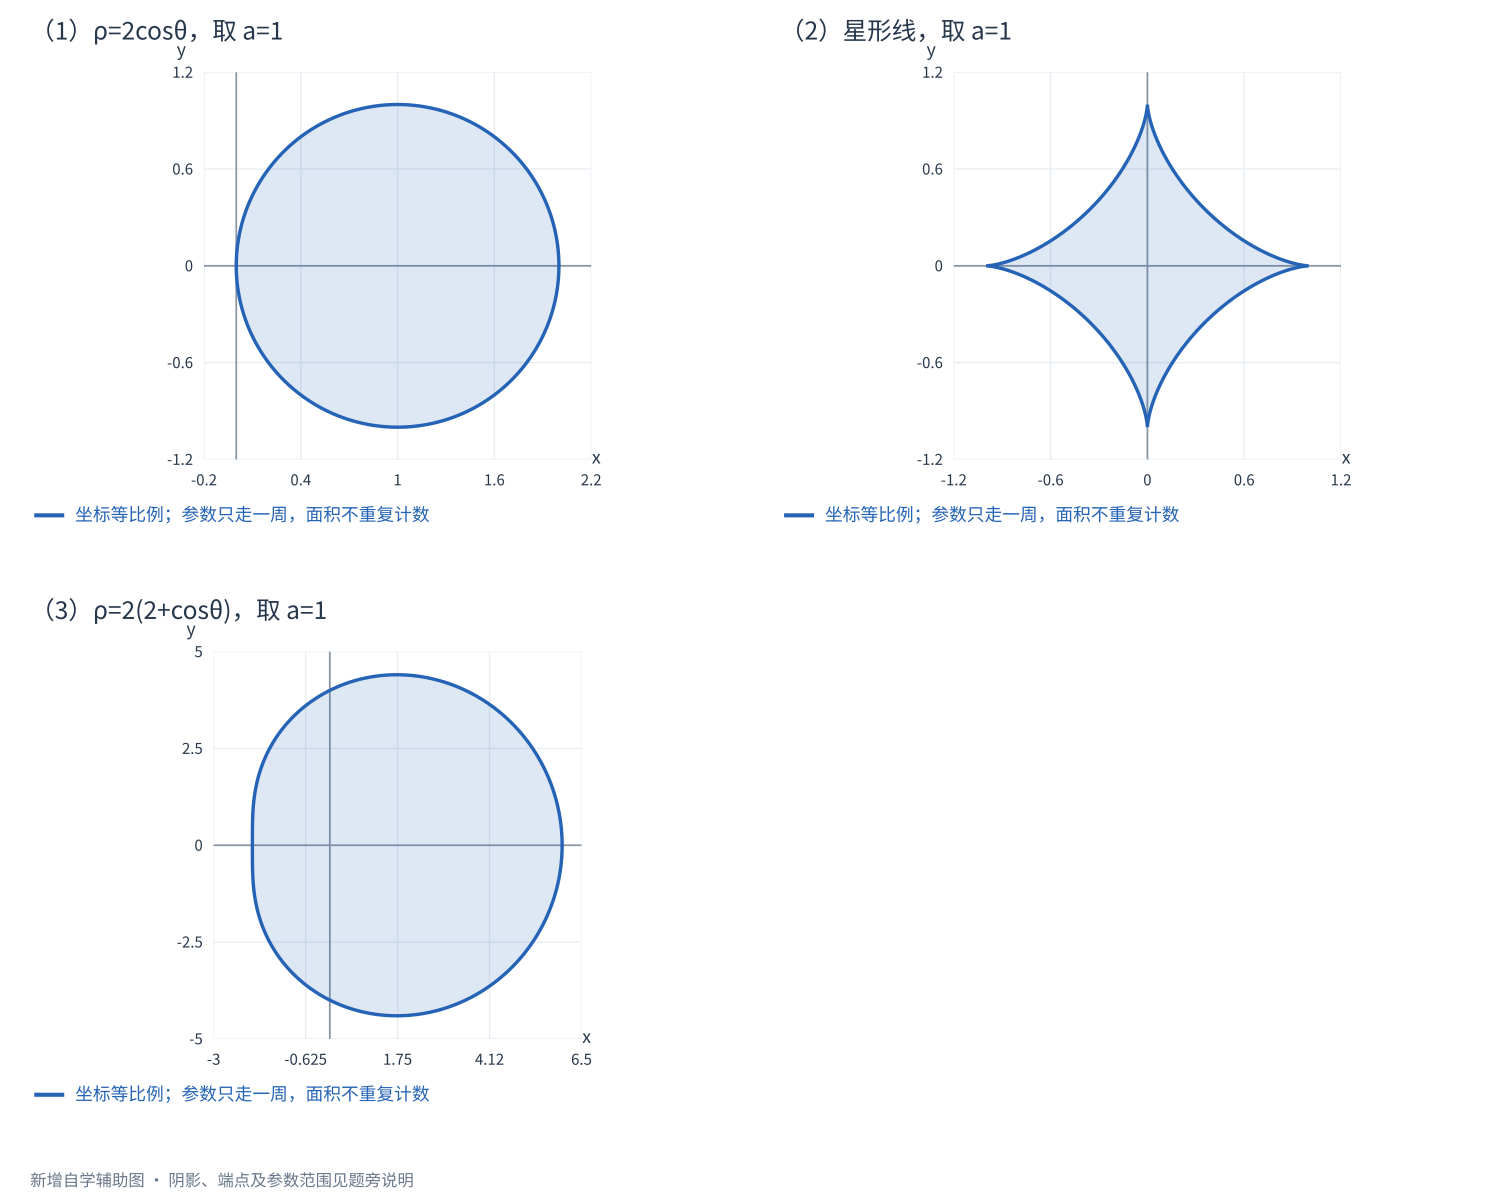 （1）ρ=2cosθ，取 a=1
y
1.2
0.6
0
-0.6
-1.2
x
-0.2 0.4 1 1.6 2.2
坐标等比例；参数只走一周，面积不重复计数
（2）星形线，取 a=1
y
1.2
0.6
0
-0.6
-1.2
x
-1.2 -0.6 0 0.6 1.2
坐标等比例；参数只走一周，面积不重复计数
（3）ρ=2(2+cosθ)，取 a=1
y
5
2.5
0
-2.5
-5
x
-3 -0.625 1.75 4.12 6.5
坐标等比例；参数只走一周，面积不重复计数
新增自学辅助图 · 阴影、端点及参数范围见题旁说明